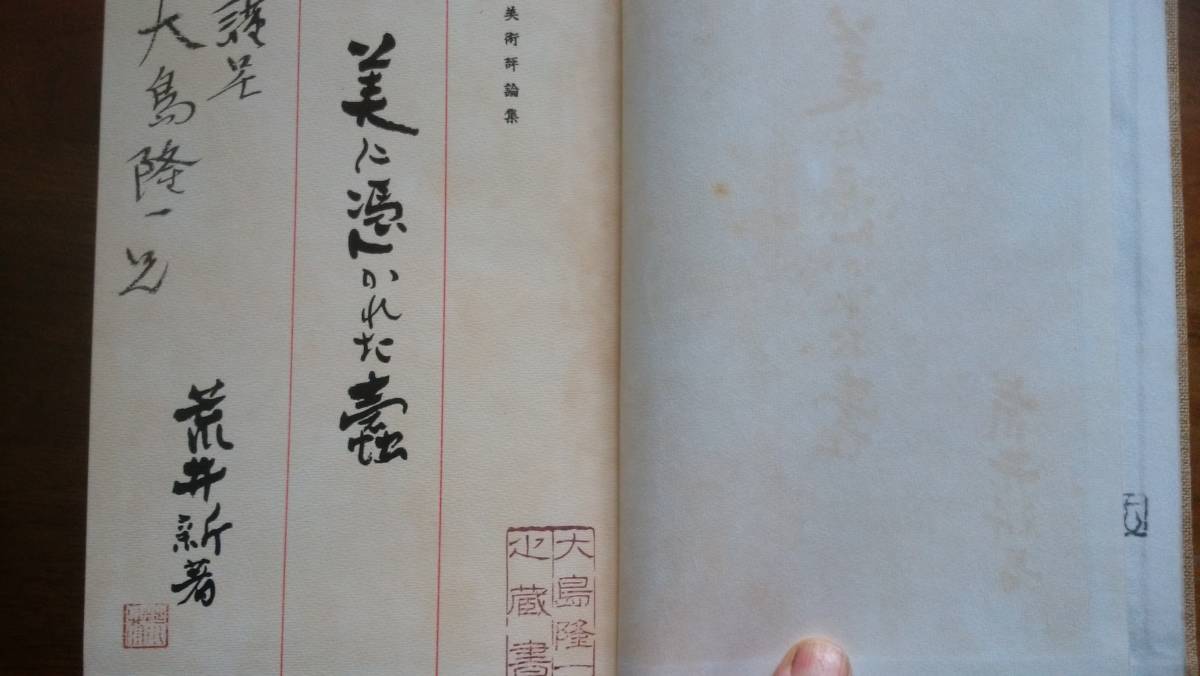 美術評論集
美に憑かれた蠹
荒井新著
謹呈
大島隆一兄
大島隆一
之蔵書